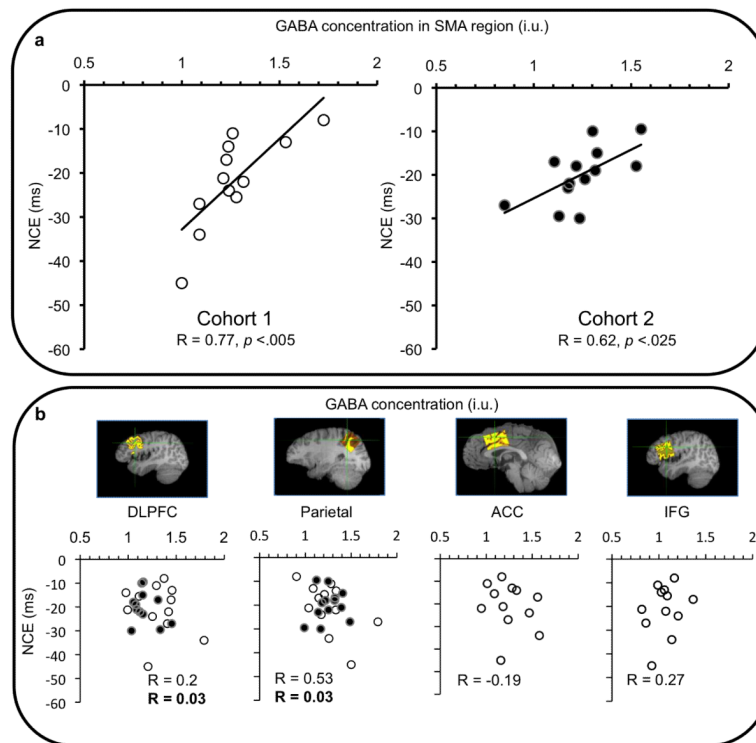 GABA concentration in SMA region (i.u.)
a
0.5 1 1.5 2
0.5 1 1.5 2
0
-10
-20
-30
-40
-50
-60
NCE (ms)
0
-10
-20
-30
-40
-50
-60
NCE (ms)
Cohort 1
R = 0.77, p <.005
Cohort 2
R = 0.62, p <.025
b
GABA concentration (i.u.)
DLPFC Parietal ACC IFG
0.5 1 1.5 2
0.5 1 1.5 2
0.5 1 1.5 2
0.5 1 1.5 2
0
-10
-20
-30
-40
-50
-60
NCE (ms)
R = 0.2
R = 0.03
R = 0.53
R = 0.03
R = -0.19
R = 0.27